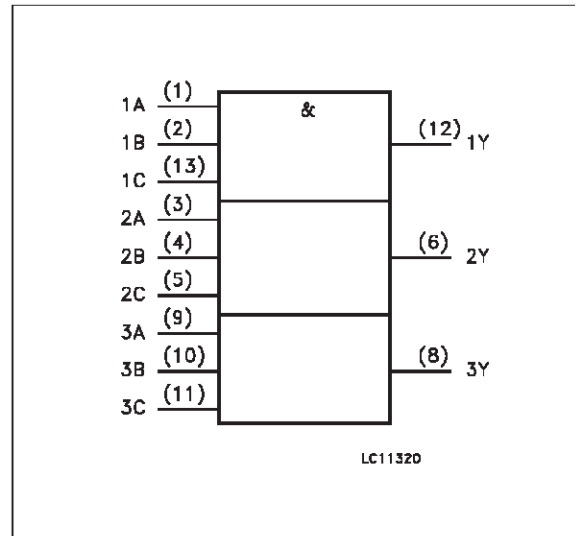 1A (1)
&
1B (2)
(12) 1Y
1C (13)
2A (3)
2B (4)
(6) 2Y
2C (5)
3A (9)
3B (10)
(8) 3Y
3C (11)
LC11320